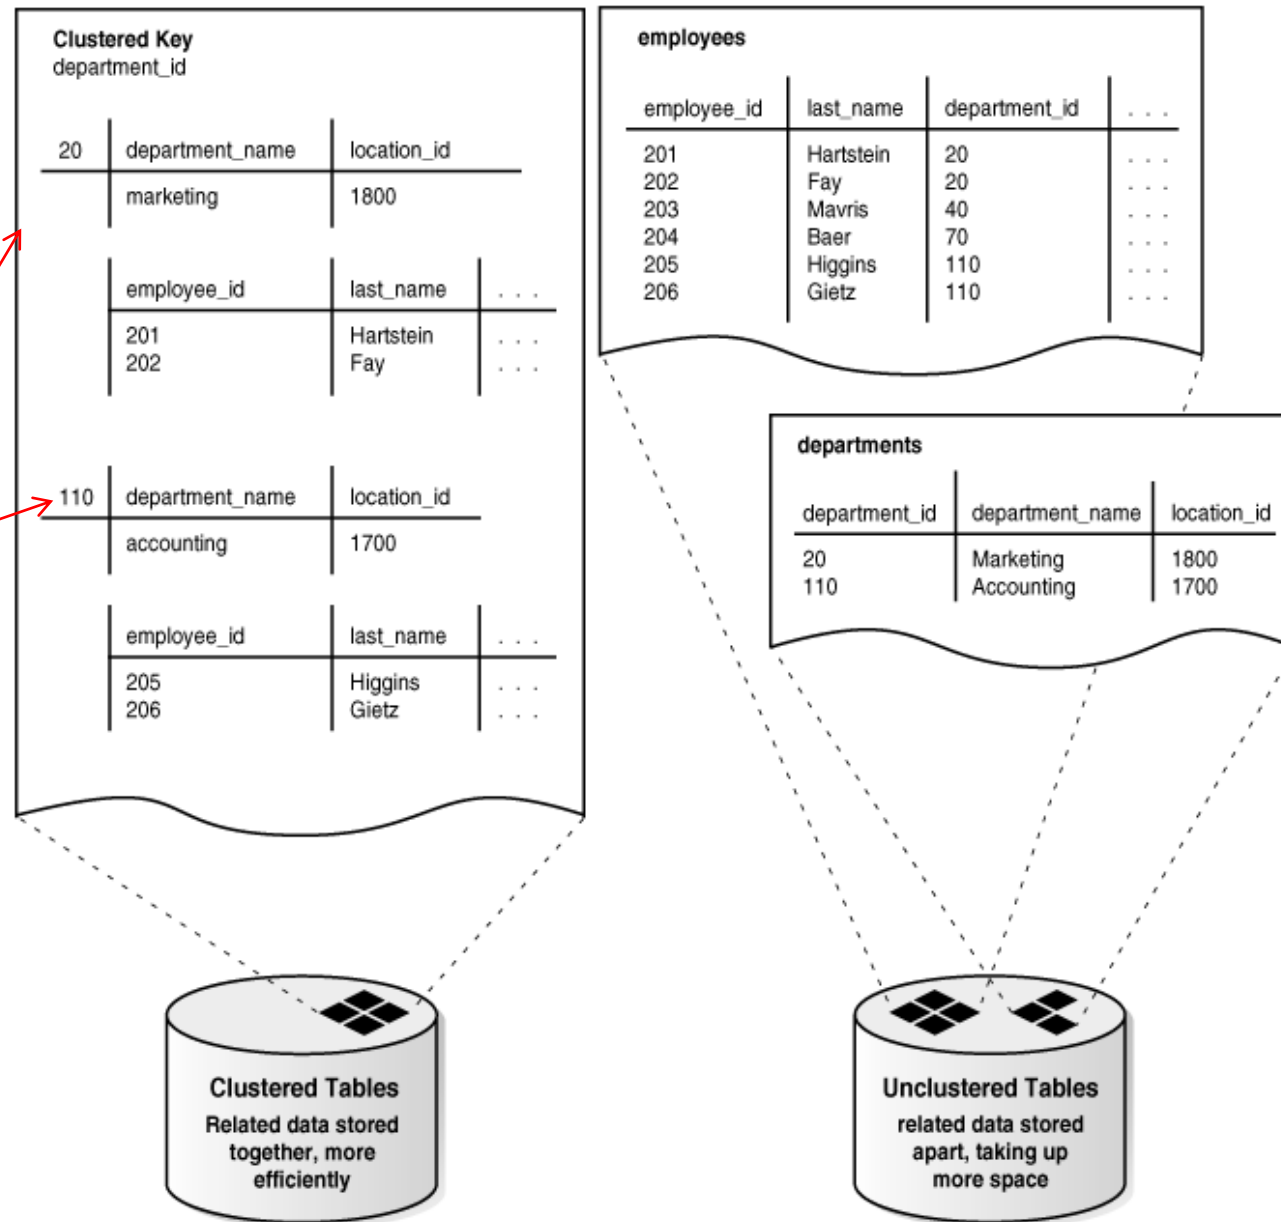 Clustered Key
department_id
20 department_name location_id
marketing 1800
employee_id last_name . . .
201 Hartstein . . .
202 Fay . . .
110 department_name location_id
accounting 1700
employee_id last_name . . .
205 Higgins . . .
206 Gietz . . .
employees
employee_id last_name department_id . . .
201 Hartstein 20 . . .
202 Fay 20 . . .
203 Mavris 40 . . .
204 Baer 70 . . .
205 Higgins 110 . . .
206 Gietz 110 . . .
departments
department_id department_name location_id
20 Marketing 1800
110 Accounting 1700
Clustered Tables
Related data stored
together, more
efficiently
Unclustered Tables
related data stored
apart, taking up
more space